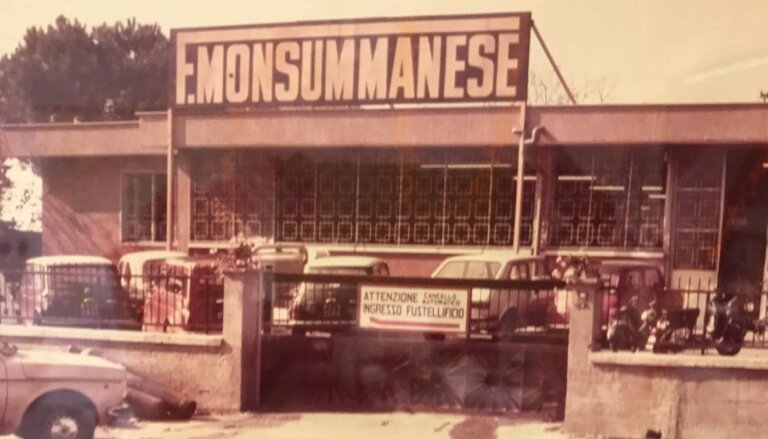 F. MONSUMMANESE
ATTENZIONE CANCELLO AUTOMATICO
INGRESSO FUSTELLIFICIO